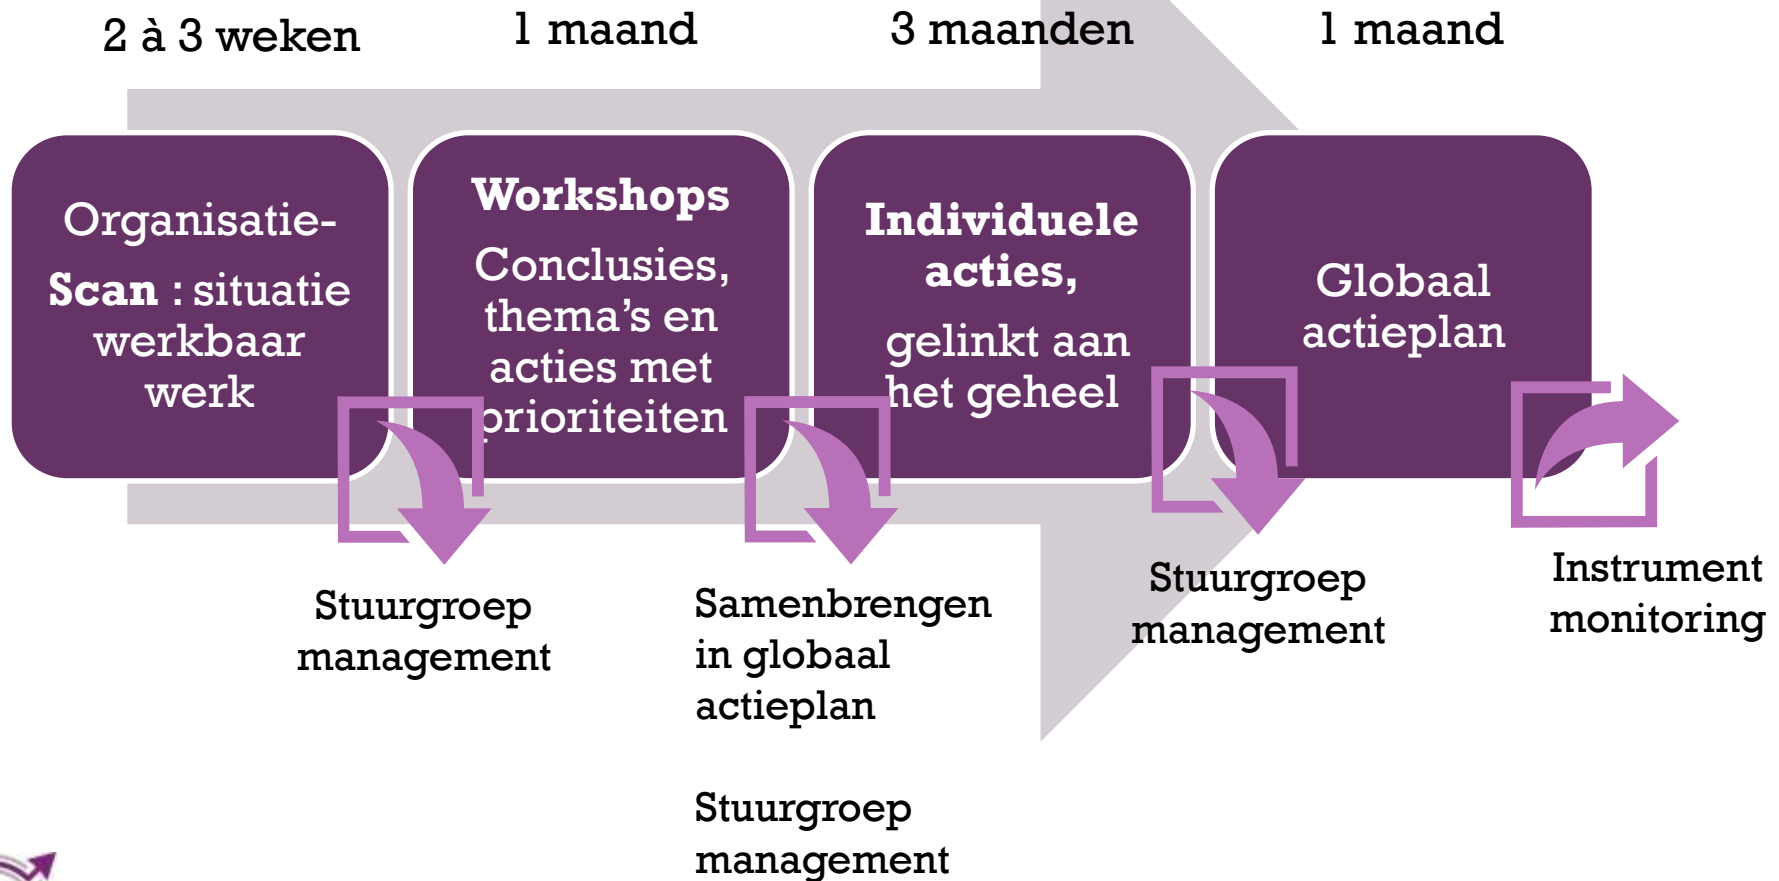 2 à 3 weken
1 maand
3 maanden
1 maand
Organisatie-
Scan : situatie
werkbaar
werk
Workshops
Conclusies,
thema's en
acties met
prioriteiten
Individuele
acties,
gelinkt aan
het geheel
Globaal
actieplan
Stuurgroep
management
Samenbrengen
in globaal
actieplan
Stuurgroep
management
Stuurgroep
management
Instrument
monitoring